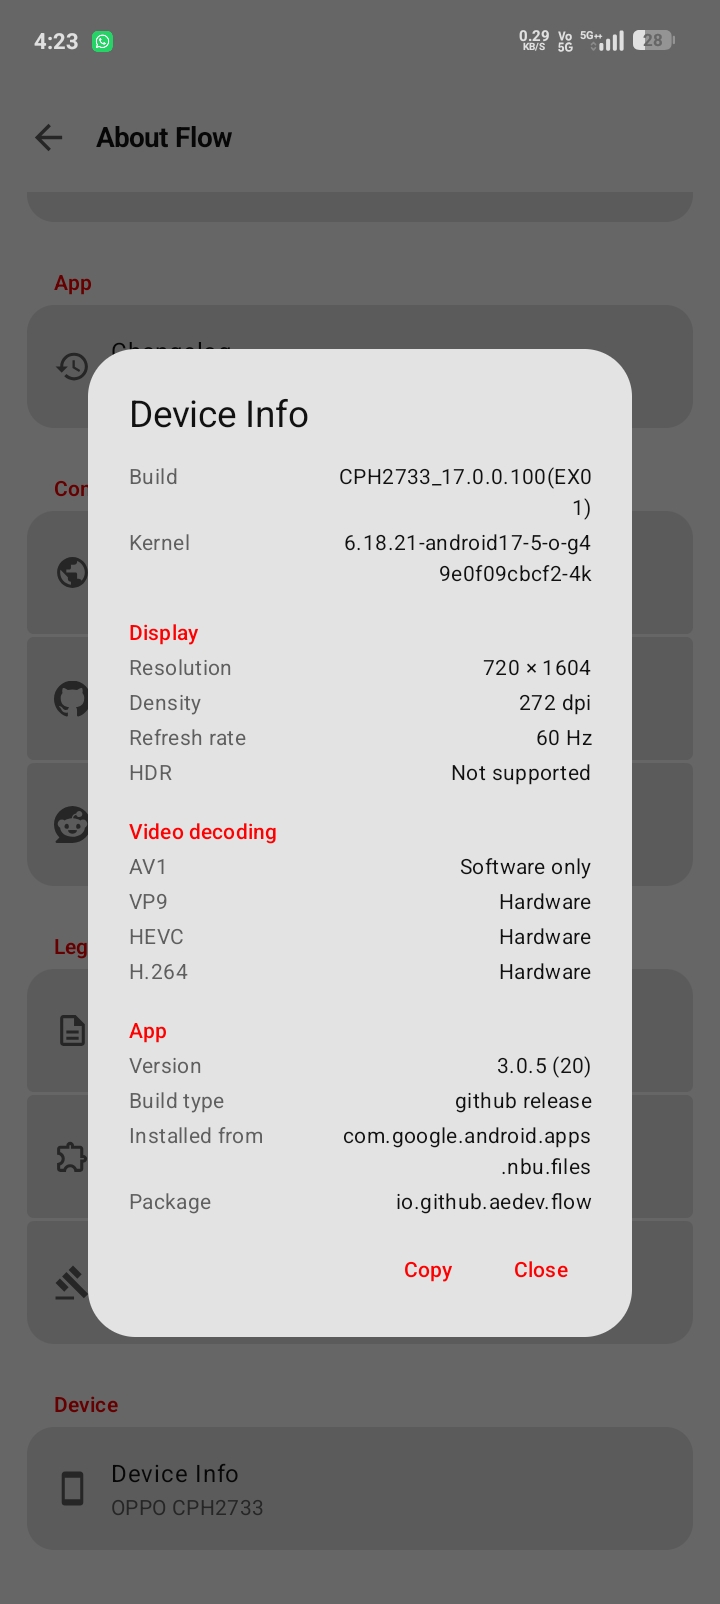 4:23
0.29 KB/S Vo 5G 5G++ 28
About Flow
App
Changelog
Device Info
Build CPH2733_17.0.0.100(EX0
1)
Kernel 6.18.21-android17-5-o-g4
9e0f09cbcf2-4k
Display
Resolution 720 × 1604
Density 272 dpi
Refresh rate 60 Hz
HDR Not supported
Video decoding
AV1 Software only
VP9 Hardware
HEVC Hardware
H.264 Hardware
App
Version 3.0.5 (20)
Build type github release
Installed from com.google.android.apps
.nbu.files
Package io.github.aedev.flow
Copy Close
Device
Device Info
OPPO CPH2733